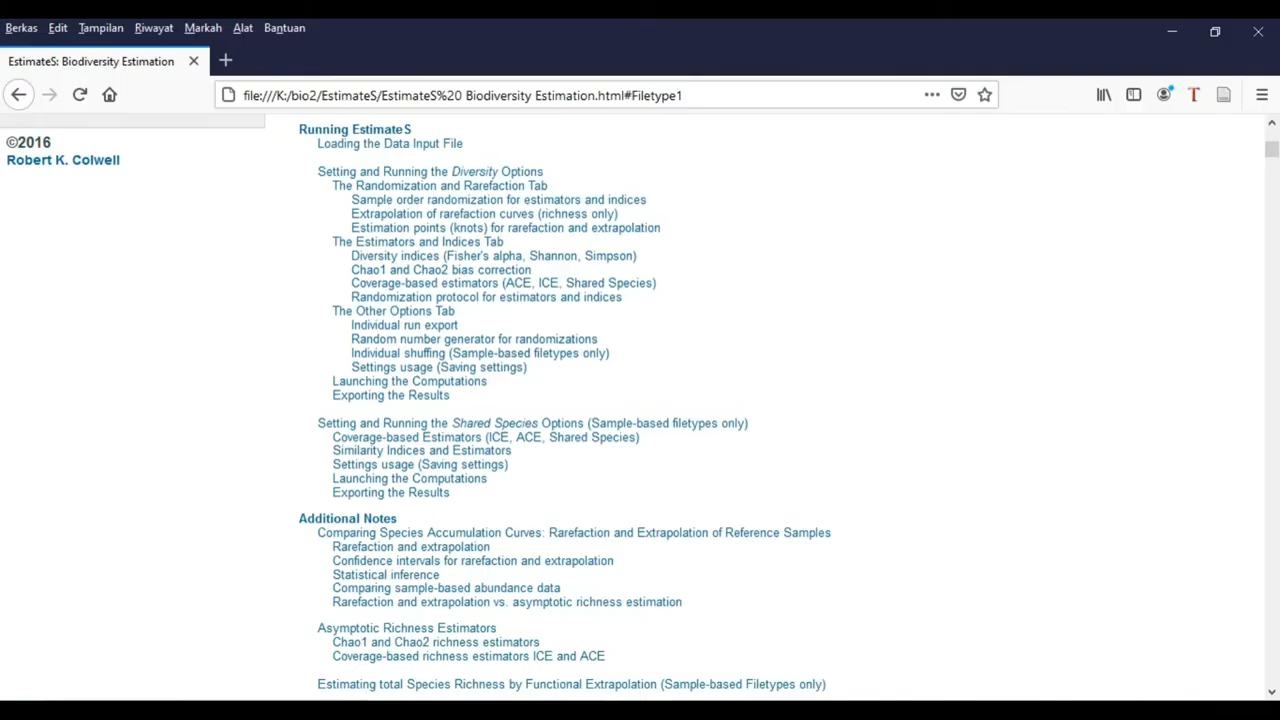 Berkas Edit Tampilan Riwayat Markah Alat Bantuan
EstimateS: Biodiversity Estimation
file:///K:/bio2/EstimateS/EstimateS%20 Biodiversity Estimation.html#Filetype1
©2016
Robert K. Colwell
Running EstimateS
Loading the Data Input File
Setting and Running the Diversity Options
The Randomization and Rarefaction Tab
Sample order randomization for estimators and indices
Extrapolation of rarefaction curves (richness only)
Estimation points (knots) for rarefaction and extrapolation
The Estimators and Indices Tab
Diversity indices (Fisher's alpha, Shannon, Simpson)
Chao1 and Chao2 bias correction
Coverage-based estimators (ACE, ICE, Shared Species)
Randomization protocol for estimators and indices
The Other Options Tab
Individual run export
Random number generator for randomizations
Individual shuffing (Sample-based filetypes only)
Settings usage (Saving settings)
Launching the Computations
Exporting the Results
Setting and Running the Shared Species Options (Sample-based filetypes only)
Coverage-based Estimators (ICE, ACE, Shared Species)
Similarity Indices and Estimators
Settings usage (Saving settings)
Launching the Computations
Exporting the Results
Additional Notes
Comparing Species Accumulation Curves: Rarefaction and Extrapolation of Reference Samples
Rarefaction and extrapolation
Confidence intervals for rarefaction and extrapolation
Statistical inference
Comparing sample-based abundance data
Rarefaction and extrapolation vs. asymptotic richness estimation
Asymptotic Richness Estimators
Chao1 and Chao2 richness estimators
Coverage-based richness estimators ICE and ACE
Estimating total Species Richness by Functional Extrapolation (Sample-based Filetypes only)